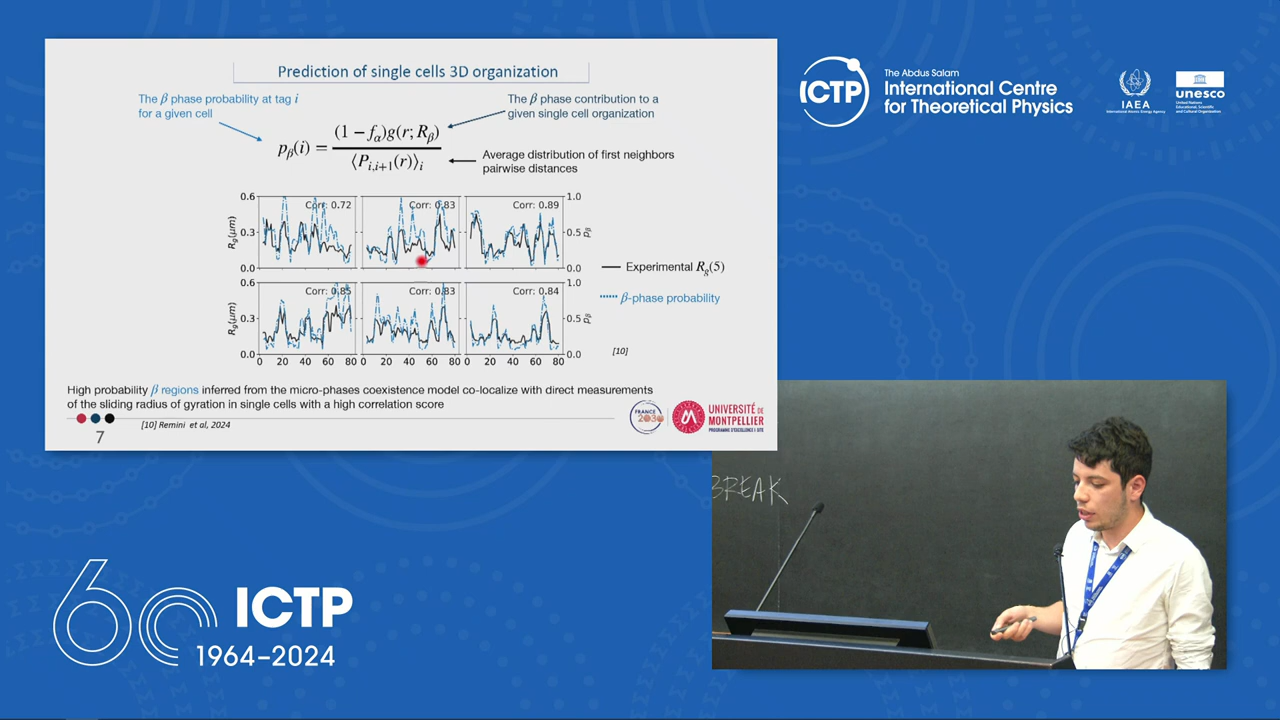 Prediction of single cells 3D organization
The β phase probability at tag i
for a given cell
The β phase contribution to a
given single cell organization
p_β(i) = (1 − f_α)g(r; R_β) / ⟨P_{i,i+1}(r)⟩_i
Average distribution of first neighbors
pairwise distances
0.6 Corr: 0.72 Corr: 0.83 Corr: 0.89 1.0
R_g(μm) 0.3 0.5 p_β
0.0 0.0
0.6 Corr: 0.85 Corr: 0.83 Corr: 0.84 1.0
R_g(μm) 0.3 0.5 p_β
0.0 0.0
0 20 40 60 80 0 20 40 60 80 0 20 40 60 80
Experimental R_g(5)
β-phase probability
[10]
High probability β regions inferred from the micro-phases coexistence model co-localize with direct measurements
of the sliding radius of gyration in single cells with a high correlation score
[10] Remini et al, 2024
7
FRANCE
2030
UNIVERSITÉ DE
MONTPELLIER
PROGRAMME D'EXCELLENCE I-SITE
ICTP
The Abdus Salam
International Centre
for Theoretical Physics
IAEA
International Atomic Energy Agency
unesco
United Nations
Educational, Scientific
and Cultural Organization
BREAK
60 ICTP
1964–2024